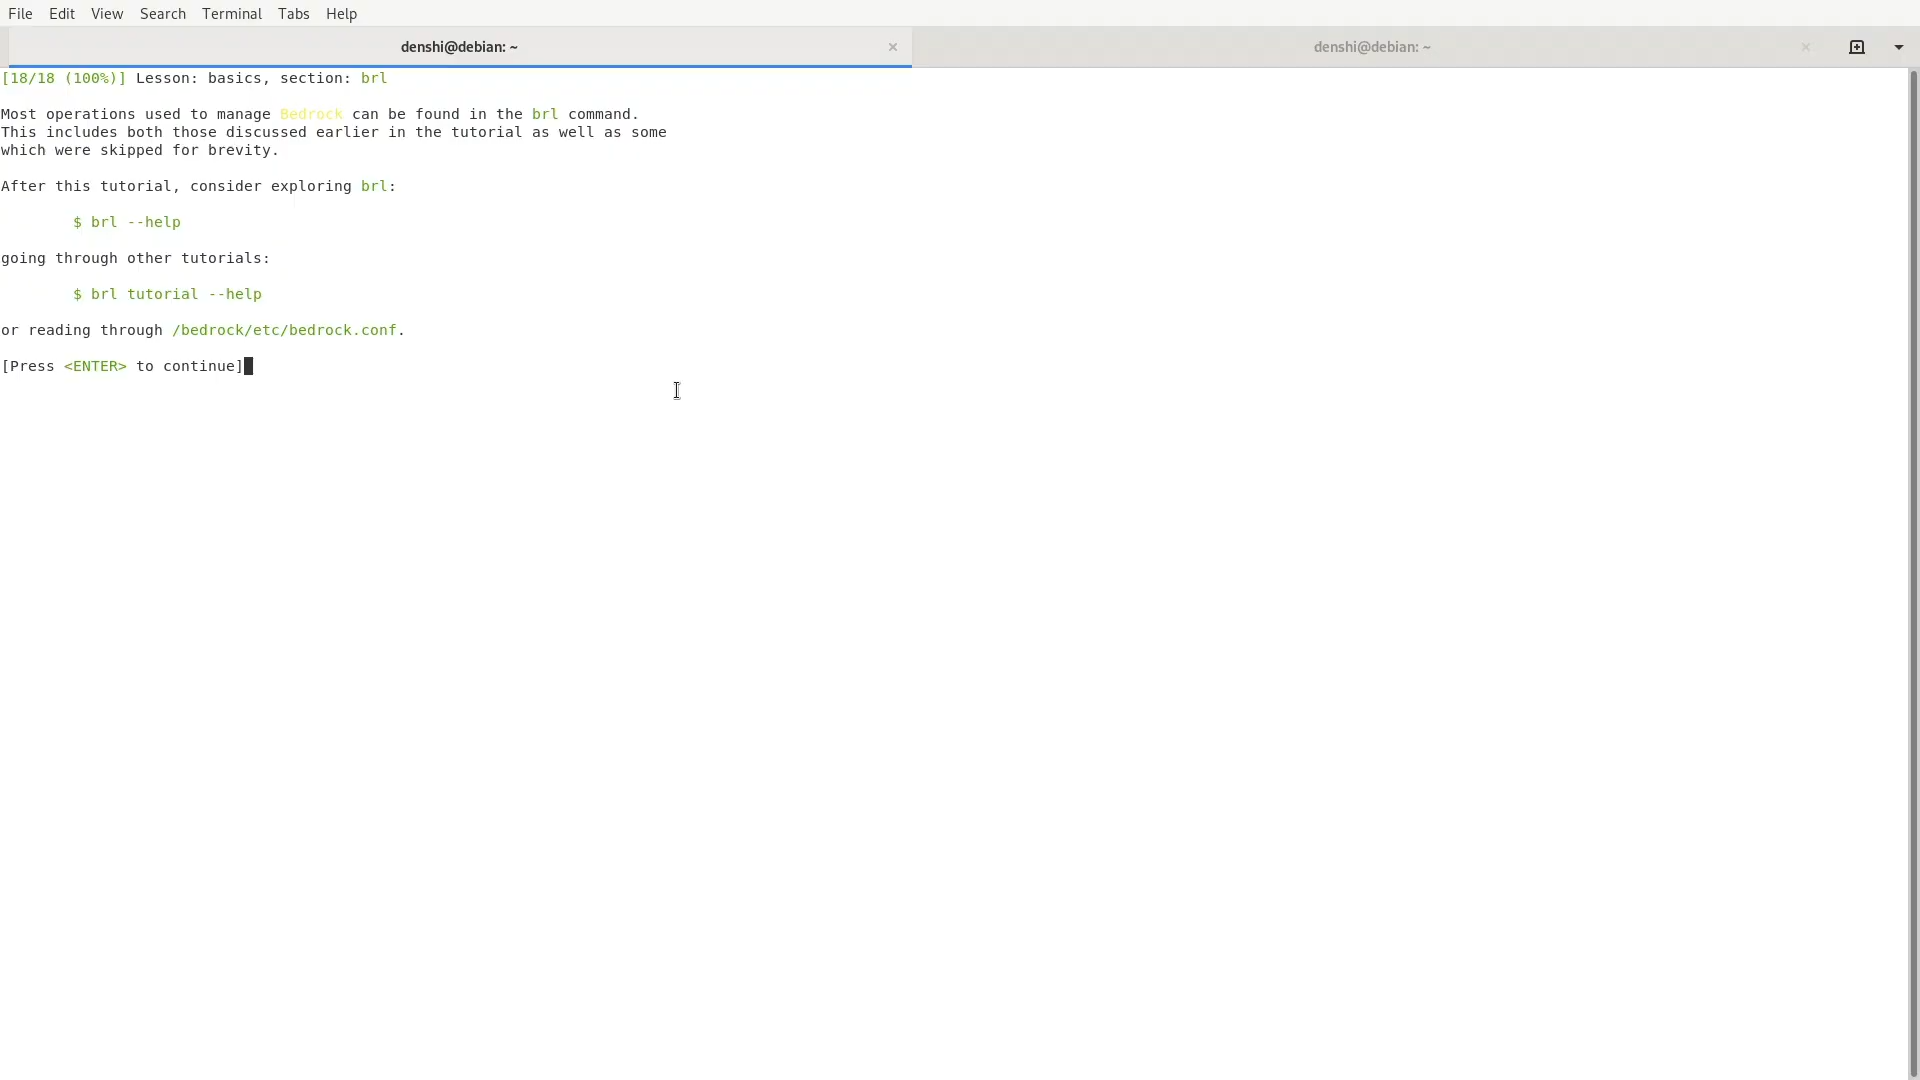 File Edit View Search Terminal Tabs Help
denshi@debian: ~ × denshi@debian: ~ ×
[18/18 (100%)] Lesson: basics, section: brl
Most operations used to manage Bedrock can be found in the brl command.
This includes both those discussed earlier in the tutorial as well as some
which were skipped for brevity.
After this tutorial, consider exploring brl:
$ brl --help
going through other tutorials:
$ brl tutorial --help
or reading through /bedrock/etc/bedrock.conf.
[Press <ENTER> to continue]